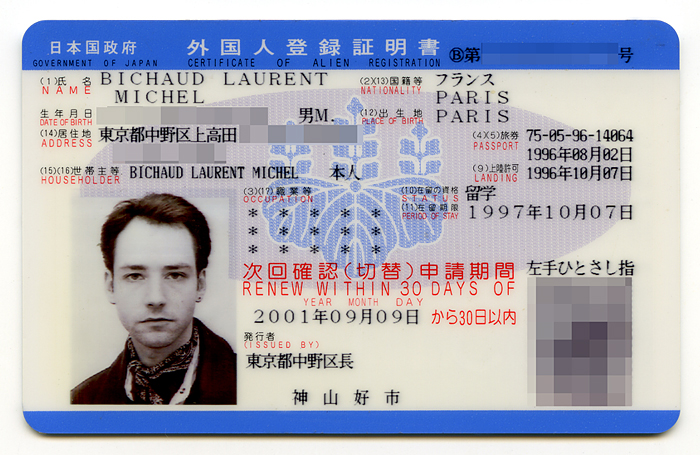 日本国政府 外国人登録証明書 Ⓑ第 号
GOVERNMENT OF JAPAN CERTIFICATE OF ALIEN REGISTRATION
(1)氏名 NAME BICHAUD LAURENT MICHEL
(2)(3)国籍等 NATIONALITY フランス PARIS
生年月日 DATE OF BIRTH 男M.
(12)出生地 PLACE OF BIRTH PARIS
(14)居住地 ADDRESS 東京都中野区上高田
(4)(5)旅券 PASSPORT 75-05-96-14064
1996年08月02日
(9)上陸許可 LANDING 1996年10月07日
(15)(16)世帯主等 HOUSEHOLDER BICHAUD LAURENT MICHEL 本人
(3)(17)職業等 OCCUPATION
* * * * *
* * * * *
* * * * *
(10)在留の資格 STATUS 留学
(11)在留期限 PERIOD OF STAY 1997年10月07日
次回確認(切替)申請期間
RENEW WITHIN 30 DAYS OF
YEAR MONTH DAY
2001年09月09日 から30日以内
左手ひとさし指
発行者
(ISSUED BY)
東京都中野区長
神山好市